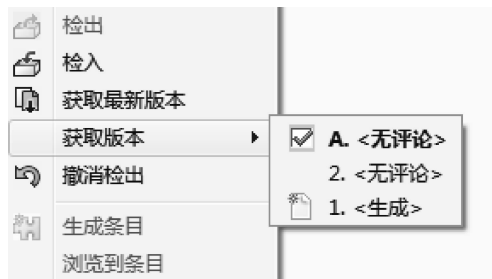 检出
检入
获取最新版本
获取版本
A. <无评论>
2. <无评论>
1. <生成>
撤消检出
生成条目
浏览到条目